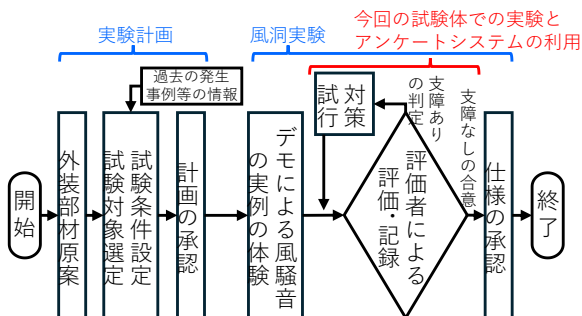 実験計画
風洞実験
今回の試験体での実験と
アンケートシステムの利用
過去の発生
事例等の情報
開始
外装部材原案
試験条件設定
試験対象選定
計画の承認
デモによる風騒音
の実例の体験
対策
試行
支障あり
の判定
評価者による
評価・記録
支障なしの合意
仕様の承認
終了